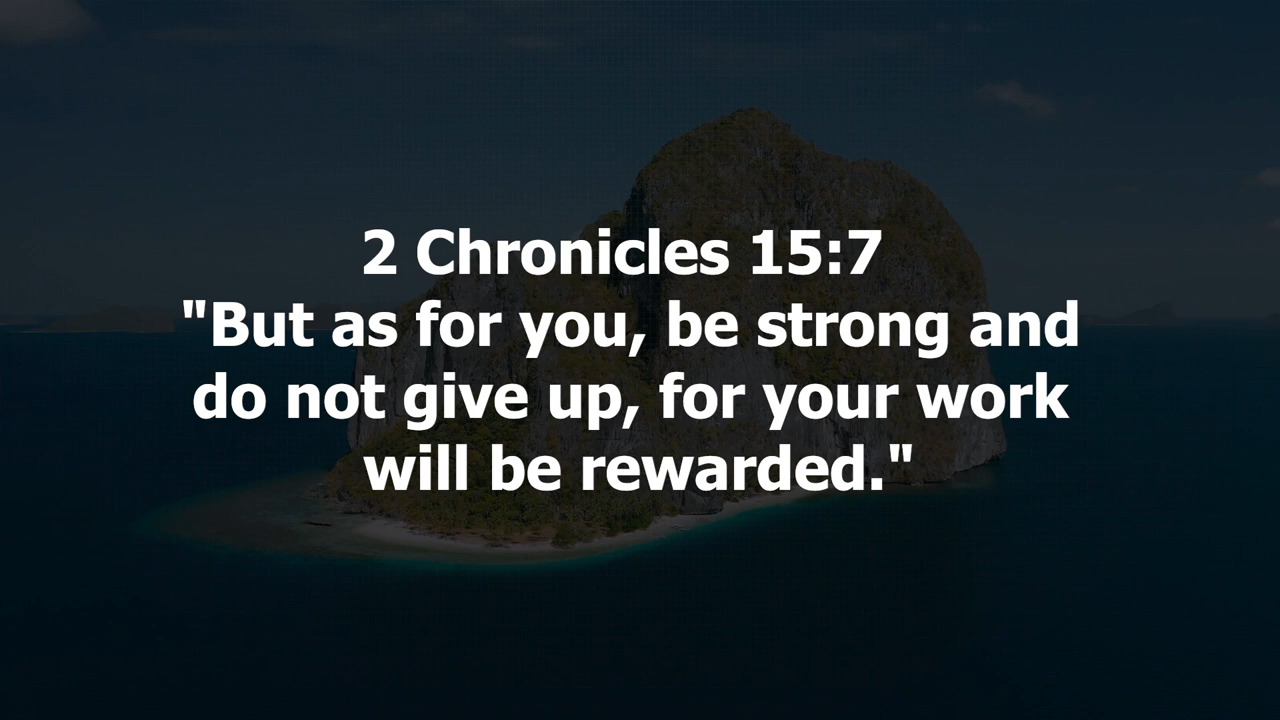 2 Chronicles 15:7
"But as for you, be strong and
do not give up, for your work
will be rewarded."